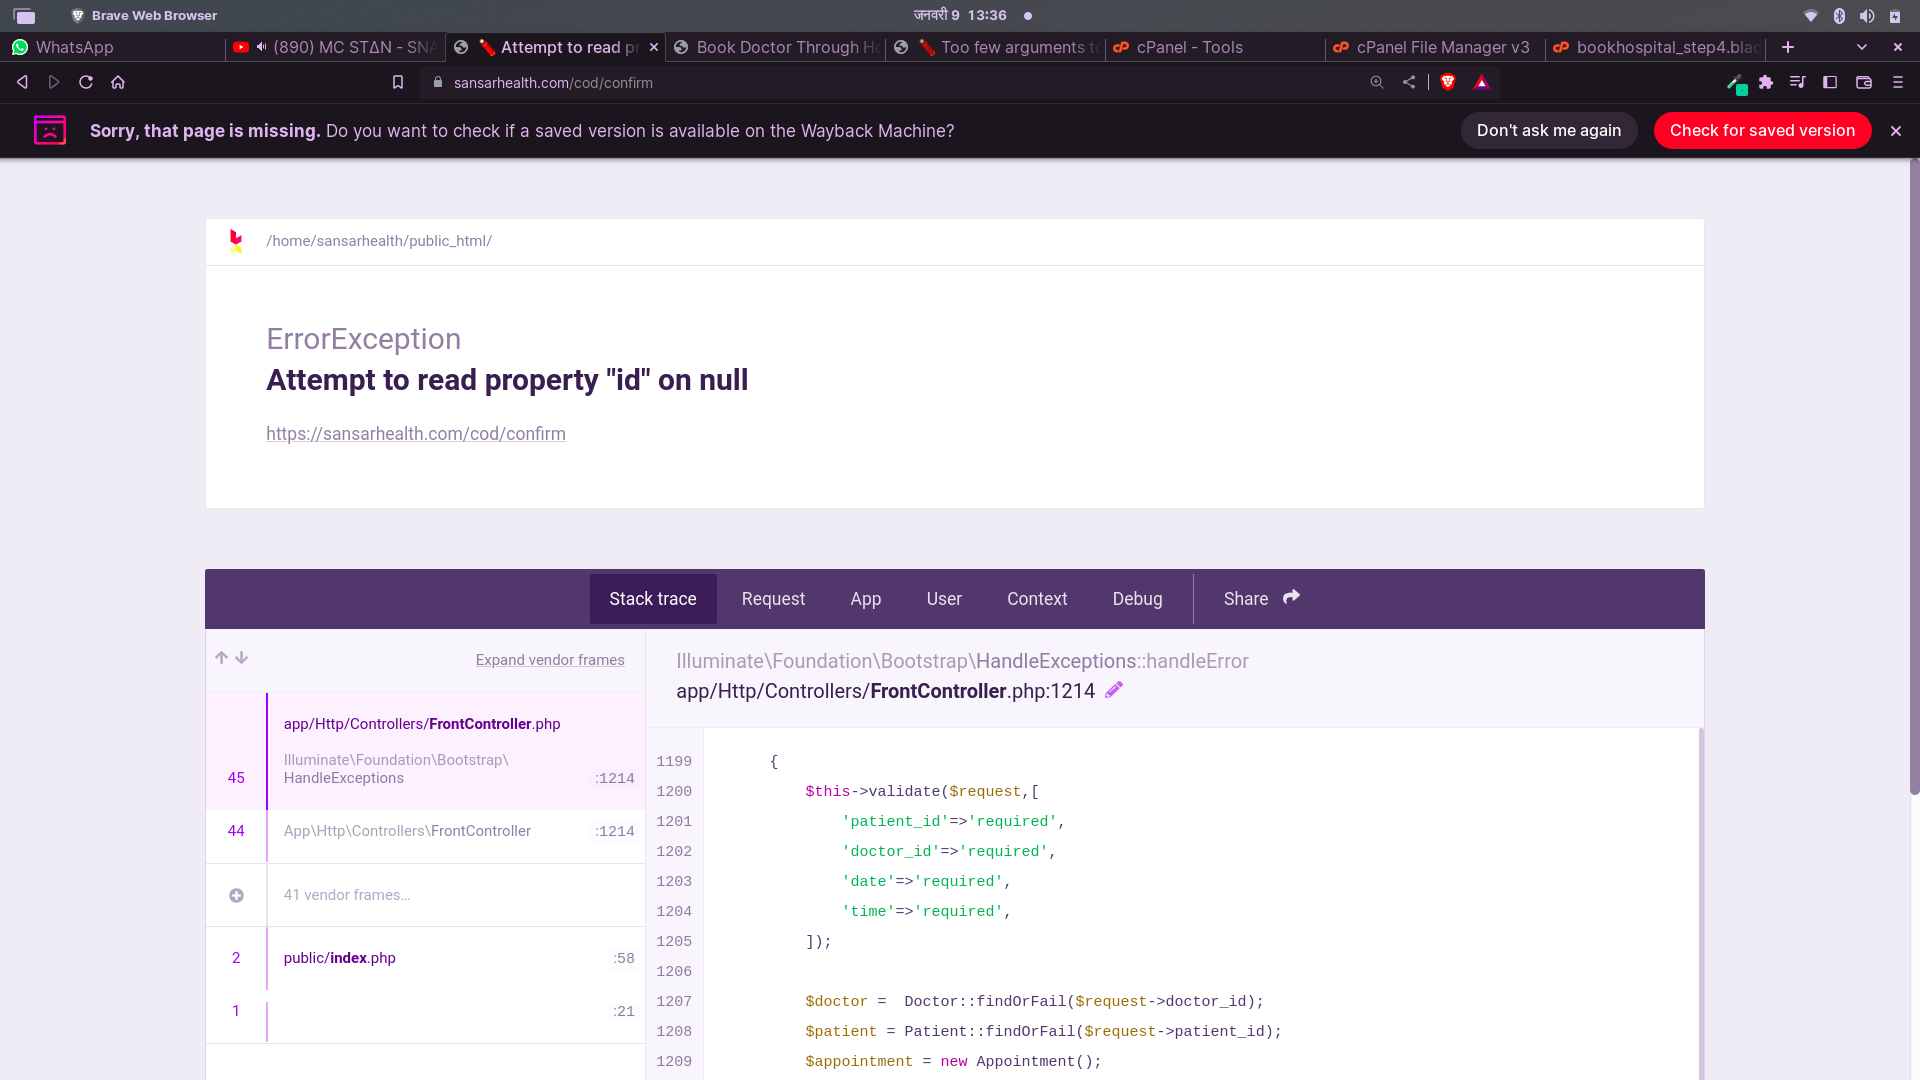 Brave Web Browser
जनवरी 9 13:36
WhatsApp
(890) MC STΔN - SNA
Attempt to read pr
Book Doctor Through Ho
Too few arguments to
cPanel - Tools
cPanel File Manager v3
bookhospital_step4.blad
sansarhealth.com/cod/confirm
Sorry, that page is missing. Do you want to check if a saved version is available on the Wayback Machine?
Don't ask me again
Check for saved version
/home/sansarhealth/public_html/
ErrorException
Attempt to read property "id" on null
https://sansarhealth.com/cod/confirm
Stack trace
Request
App
User
Context
Debug
Share
Expand vendor frames
app/Http/Controllers/FrontController.php
Illuminate\Foundation\Bootstrap\
45 HandleExceptions :1214
44 App\Http\Controllers\FrontController :1214
41 vendor frames…
2 public/index.php :58
1 :21
Illuminate\Foundation\Bootstrap\HandleExceptions::handleError
app/Http/Controllers/FrontController.php:1214
1199 {
1200 $this->validate($request,[
1201 'patient_id'=>'required',
1202 'doctor_id'=>'required',
1203 'date'=>'required',
1204 'time'=>'required',
1205 ]);
1206
1207 $doctor =  Doctor::findOrFail($request->doctor_id);
1208 $patient = Patient::findOrFail($request->patient_id);
1209 $appointment = new Appointment();